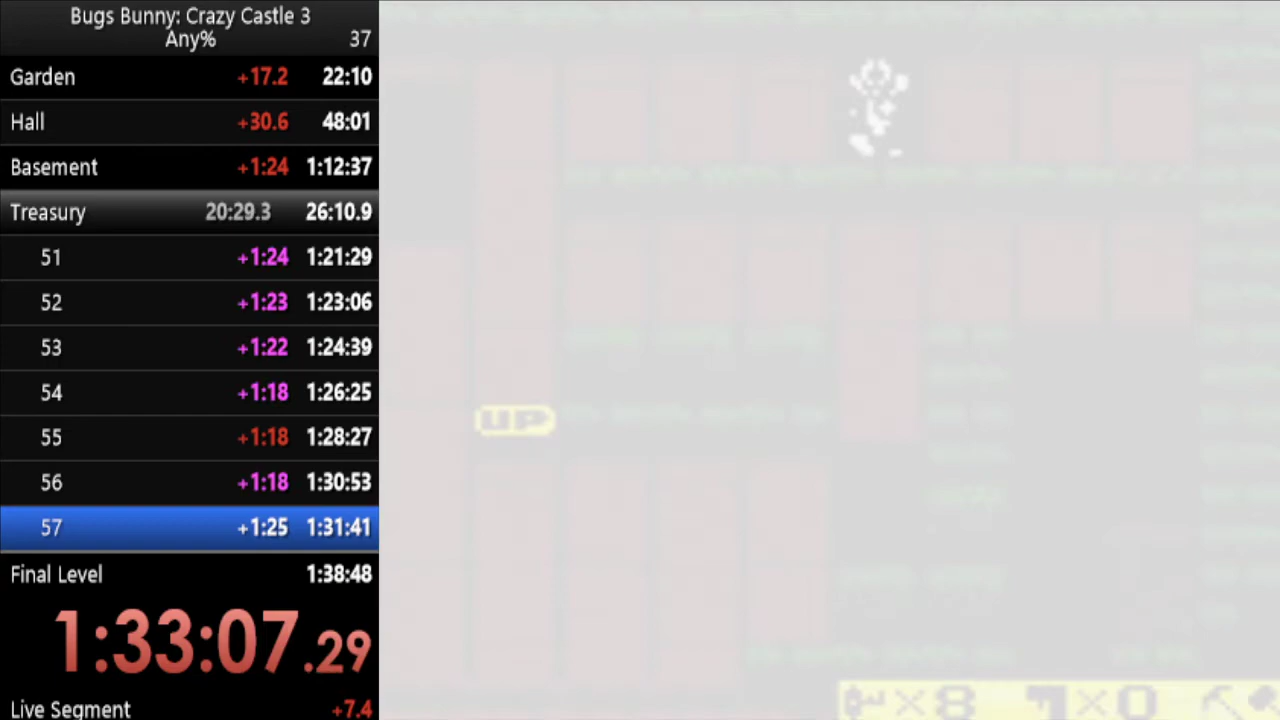 Bugs Bunny: Crazy Castle 3
Any% 37
Garden +17.2 22:10
Hall +30.6 48:01
Basement +1:24 1:12:37
Treasury 20:29.3 26:10.9
51 +1:24 1:21:29
52 +1:23 1:23:06
53 +1:22 1:24:39
54 +1:18 1:26:25
55 +1:18 1:28:27
56 +1:18 1:30:53
57 +1:25 1:31:41
Final Level 1:38:48
1:33:07.29
Live Segment +7.4
UP
×8 ×0